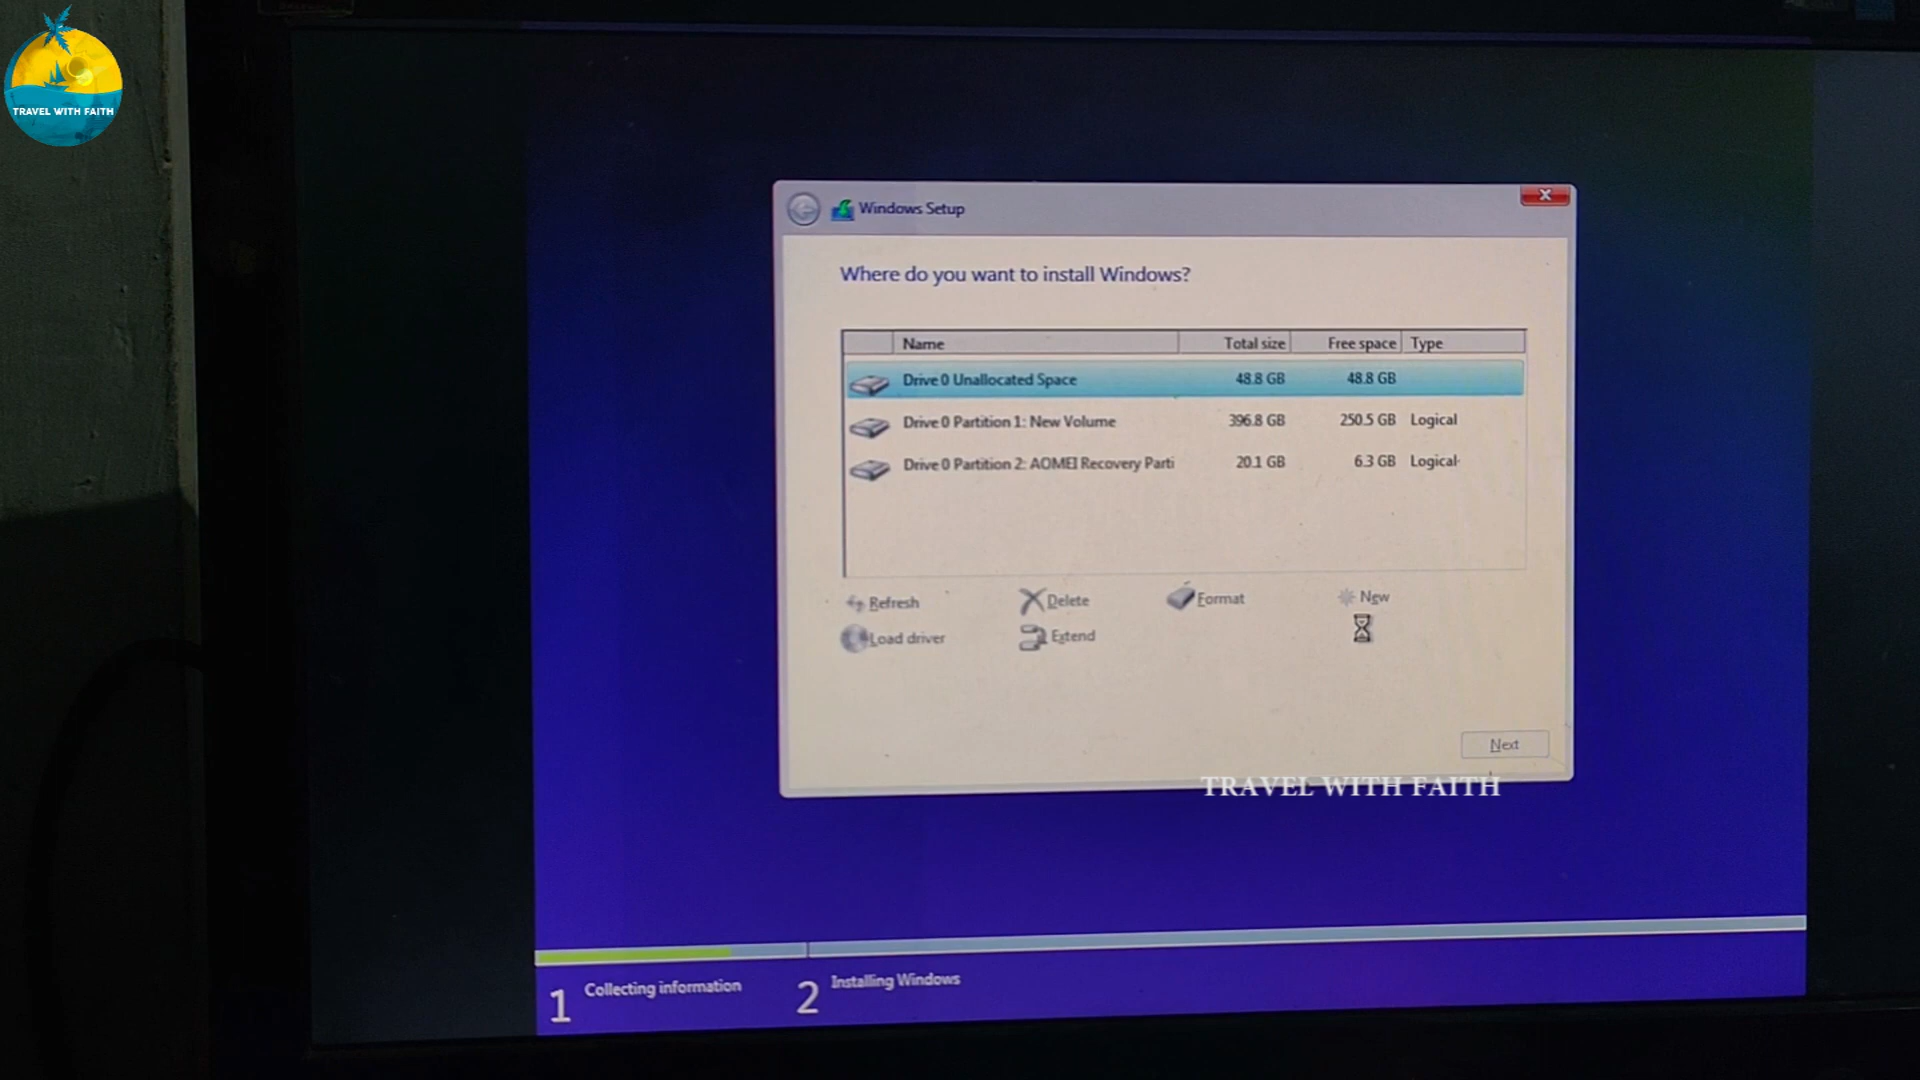 TRAVEL WITH FAITH
Windows Setup
Where do you want to install Windows?
Name Total size Free space Type
Drive 0 Unallocated Space 48.8 GB 48.8 GB
Drive 0 Partition 1: New Volume 396.8 GB 250.5 GB Logical
Drive 0 Partition 2: AOMEI Recovery Parti 20.1 GB 6.3 GB Logical
Refresh Delete Format New
Load driver Extend
Next
TRAVEL WITH FAITH
1 Collecting information 2 Installing Windows